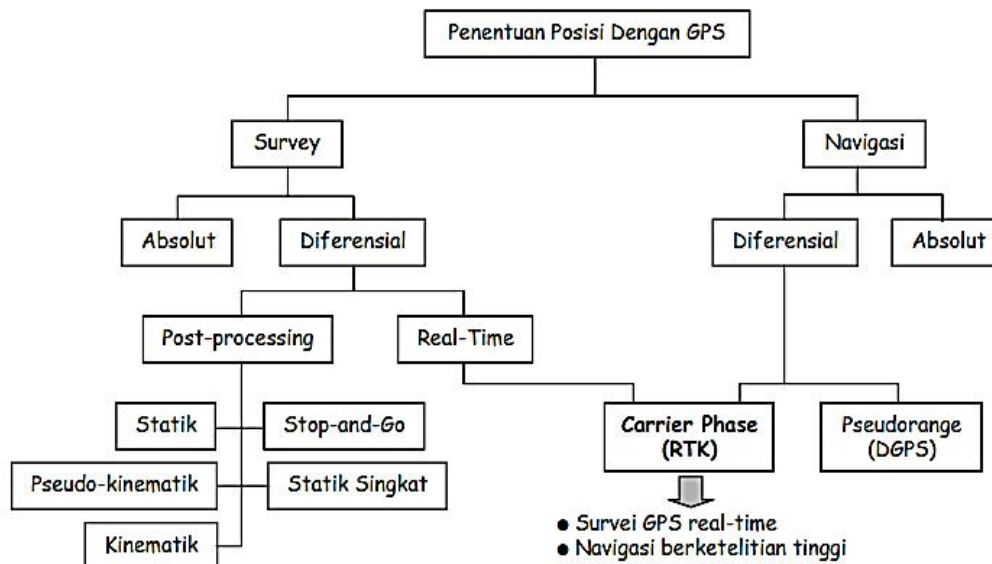 Penentuan Posisi Dengan GPS
Survey
Navigasi
Absolut
Diferensial
Diferensial
Absolut
Post-processing
Real-Time
Statik
Stop-and-Go
Carrier Phase
(RTK)
Pseudorange
(DGPS)
Pseudo-kinematik
Statik Singkat
Kinematik
● Survei GPS real-time
● Navigasi berketelitian tinggi